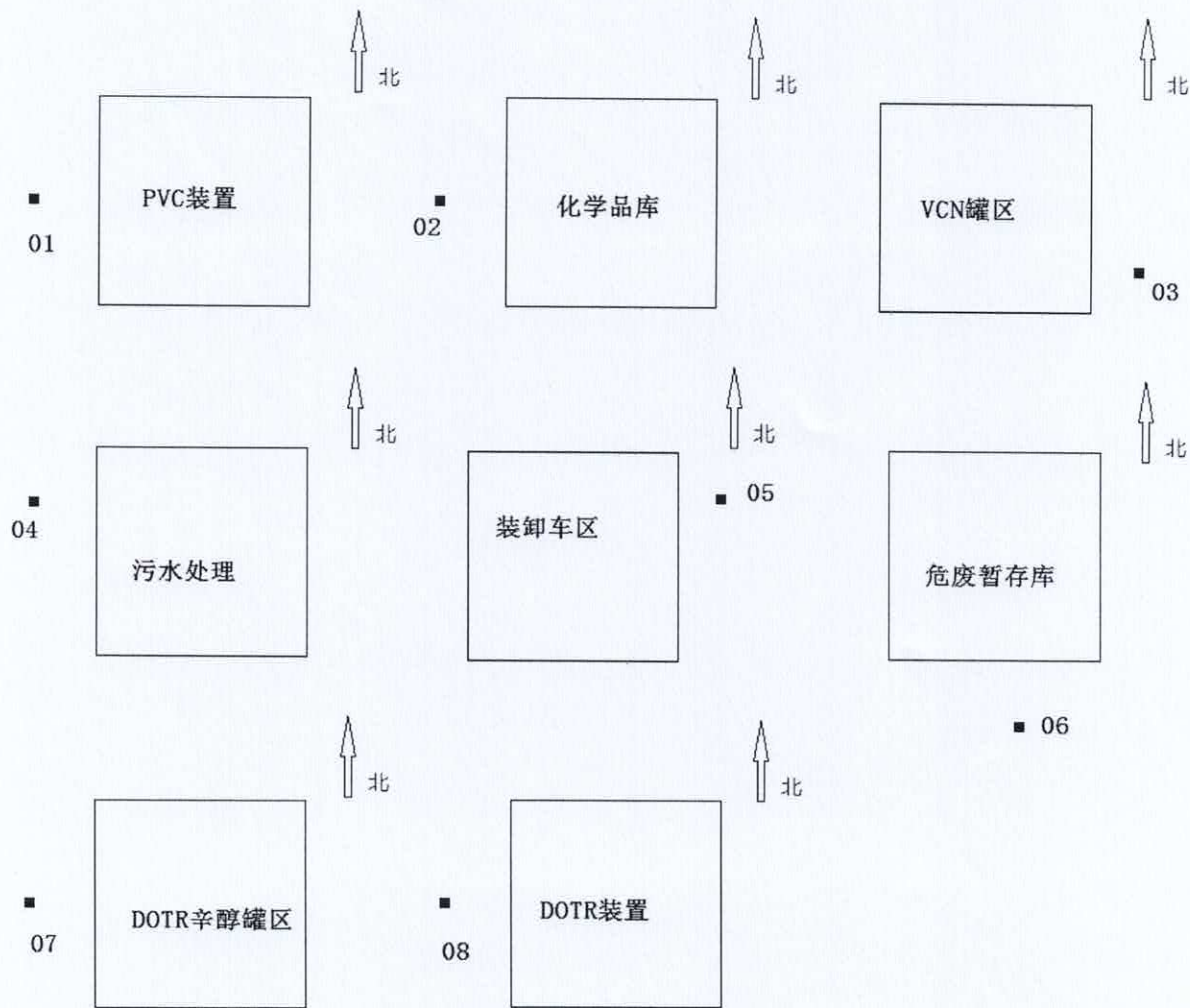 北
北
北
PVC装置
化学品库
VCN罐区
01
02
03
北
北
北
04
污水处理
装卸车区
05
危废暂存库
06
北
北
07
DOTR辛醇罐区
08
DOTR装置